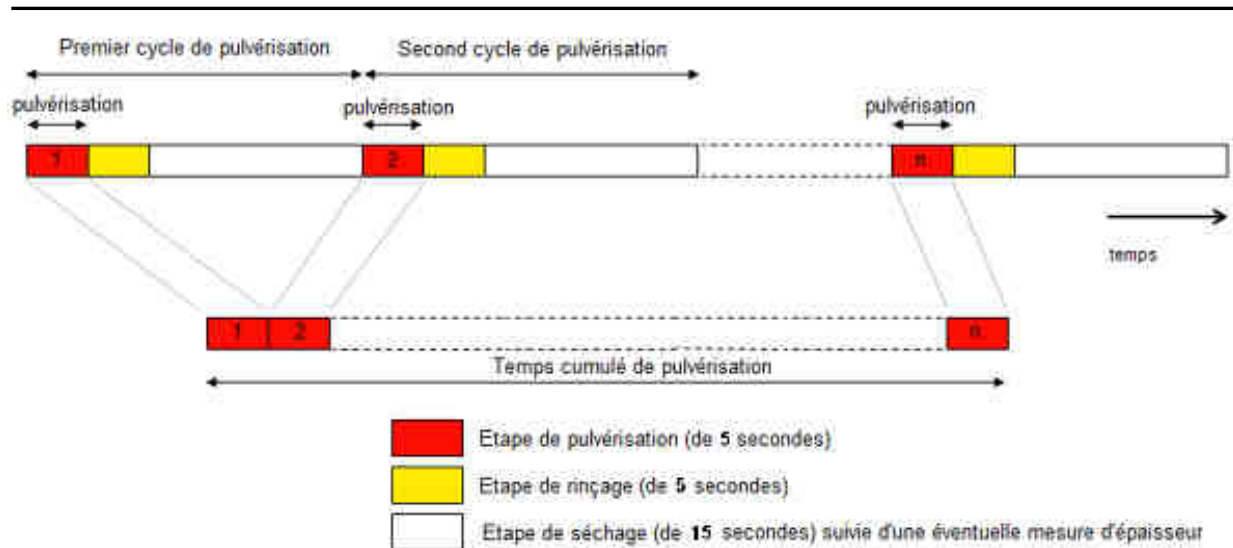 Premier cycle de pulvérisation Second cycle de pulvérisation
pulvérisation pulvérisation pulvérisation
1 2 n
temps
1 2 n
Temps cumulé de pulvérisation
Etape de pulvérisation (de 5 secondes)
Etape de rinçage (de 5 secondes)
Etape de séchage (de 15 secondes) suivie d'une éventuelle mesure d'épaisseur